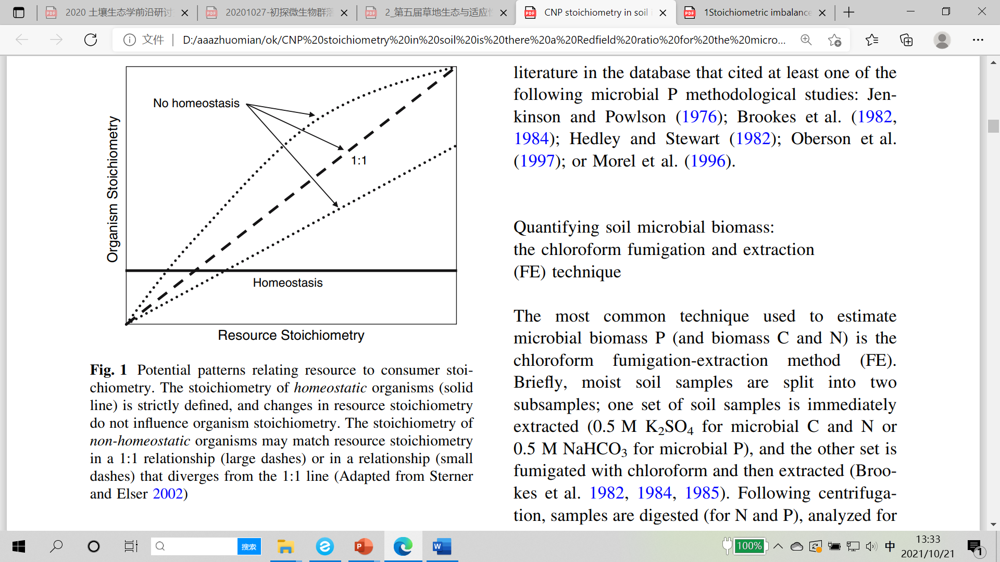 2020 土壤生态学前沿研讨
20201027-初探微生物群落
2_第五届草地生态与适应性
CNP stoichiometry in soil i
1Stoichiometric imbalance
文件
D:/aaazhuomian/ok/CNP%20stoichiometry%20in%20soil%20is%20there%20a%20Redfield%20ratio%20for%20the%20micro...
No homeostasis
1:1
Organism Stoichiometry
Homeostasis
Resource Stoichiometry
Fig. 1 Potential patterns relating resource to consumer stoi-
chiometry. The stoichiometry of homeostatic organisms (solid
line) is strictly defined, and changes in resource stoichiometry
do not influence organism stoichiometry. The stoichiometry of
non-homeostatic organisms may match resource stoichiometry
in a 1:1 relationship (large dashes) or in a relationship (small
dashes) that diverges from the 1:1 line (Adapted from Sterner
and Elser 2002)
literature in the database that cited at least one of the
following microbial P methodological studies: Jen-
kinson and Powlson (1976); Brookes et al. (1982,
1984); Hedley and Stewart (1982); Oberson et al.
(1997); or Morel et al. (1996).
Quantifying soil microbial biomass:
the chloroform fumigation and extraction
(FE) technique
The most common technique used to estimate
microbial biomass P (and biomass C and N) is the
chloroform fumigation-extraction method (FE).
Briefly, moist soil samples are split into two
subsamples; one set of soil samples is immediately
extracted (0.5 M K₂SO₄ for microbial C and N or
0.5 M NaHCO₃ for microbial P), and the other set is
fumigated with chloroform and then extracted (Broo-
kes et al. 1982, 1984, 1985). Following centrifuga-
tion, samples are digested (for N and P), analyzed for
搜索
100%
中
13:33
2021/10/21
1